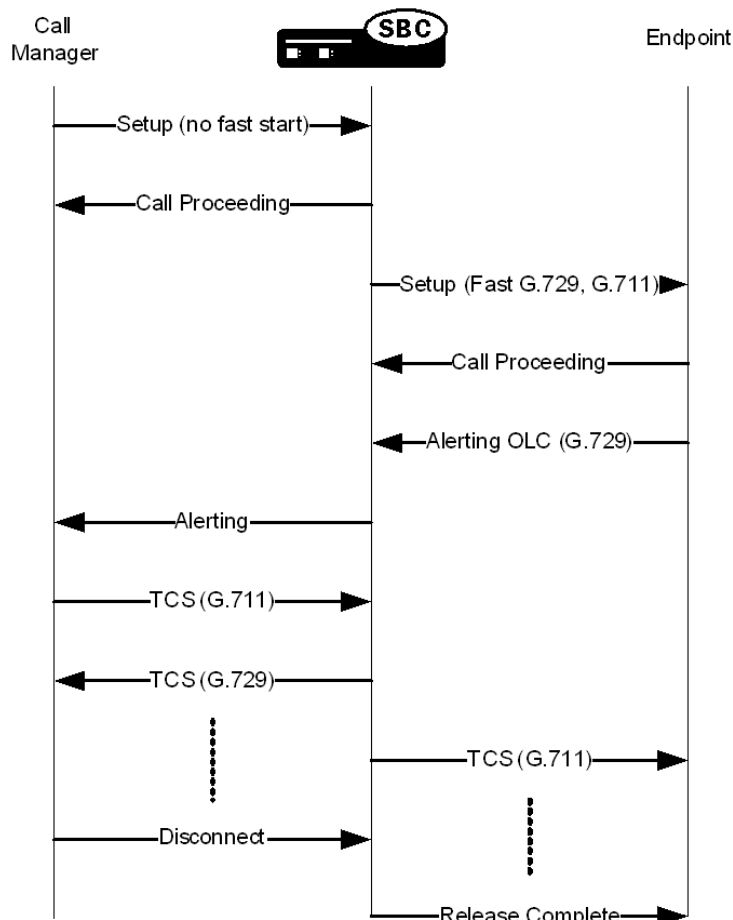 Call
Manager
SBC
Endpoint
Setup (no fast start)
Call Proceeding
Setup (Fast G.729, G.711)
Call Proceeding
Alerting OLC (G.729)
Alerting
TCS (G.711)
TCS (G.729)
TCS (G.711)
Disconnect
Release Complete